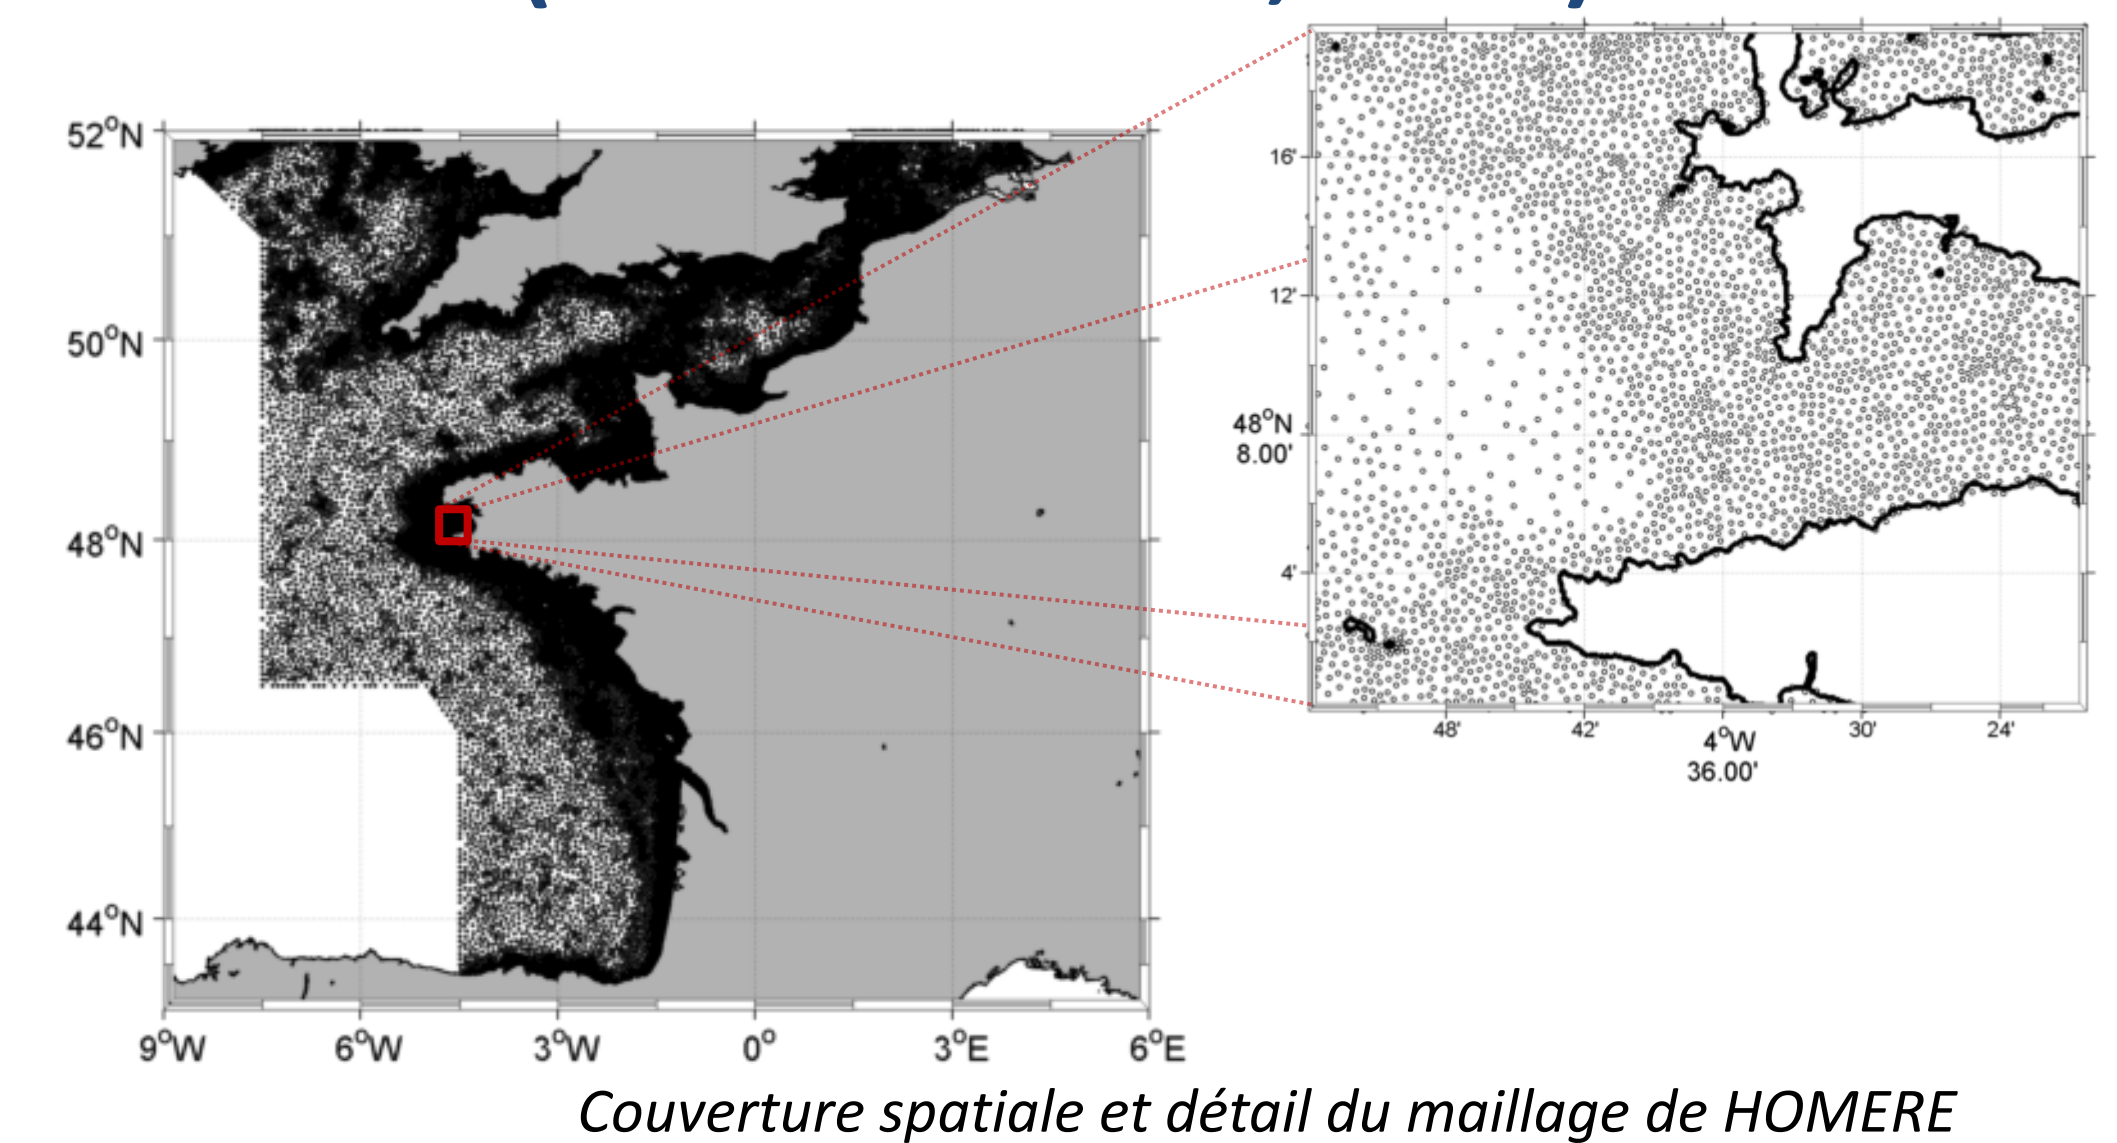 52°N
50°N
48°N
46°N
44°N
9°W 6°W 3°W 0° 3°E 6°E
16'
12'
48°N
8.00'
4'
48' 42' 4°W 30' 24'
36.00'
Couverture spatiale et détail du maillage de HOMERE